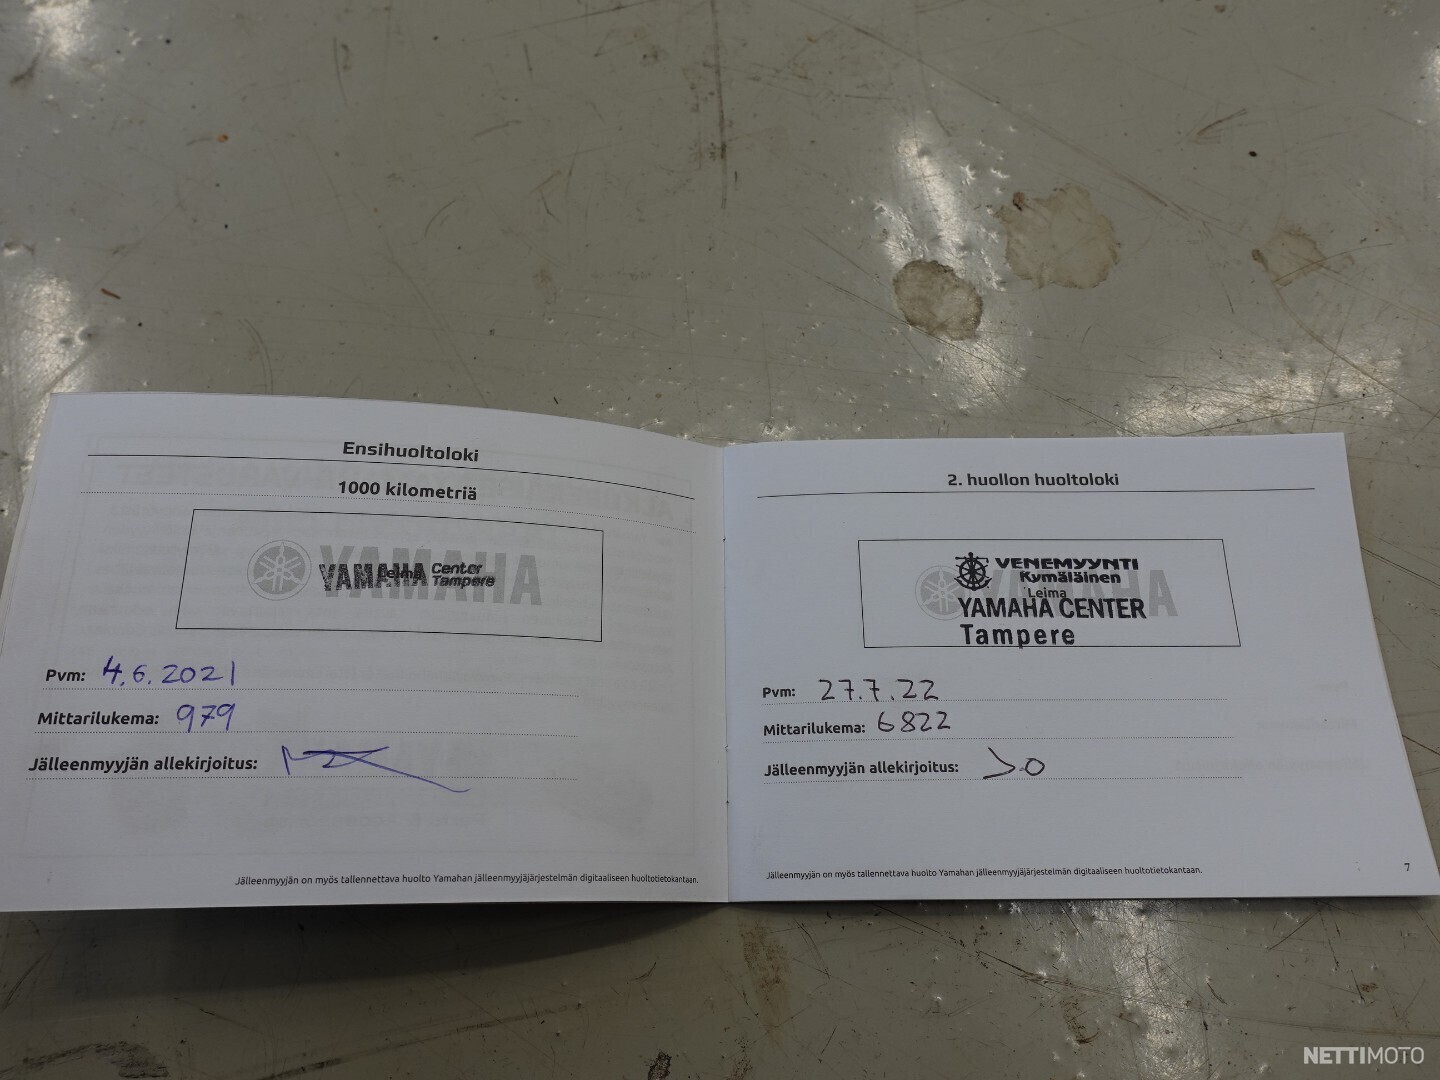 Ensihuoltoloki
1000 kilometriä
YAMAHA
Leima
YAMAHA Center
Tampere
Pvm: 4.6.2021
Mittarilukema: 979
Jälleenmyyjän allekirjoitus:
Jälleenmyyjän on myös tallennettava huolto Yamahan jälleenmyyjäjärjestelmän digitaaliseen huoltotietokantaan.
2. huollon huoltoloki
VENEMYYNTI
Kymäläinen
Leima
YAMAHA CENTER
Tampere
Pvm: 27.7.22
Mittarilukema: 6822
Jälleenmyyjän allekirjoitus:
Jälleenmyyjän on myös tallennettava huolto Yamahan jälleenmyyjäjärjestelmän digitaaliseen huoltotietokantaan.
7
NETTIMOTO